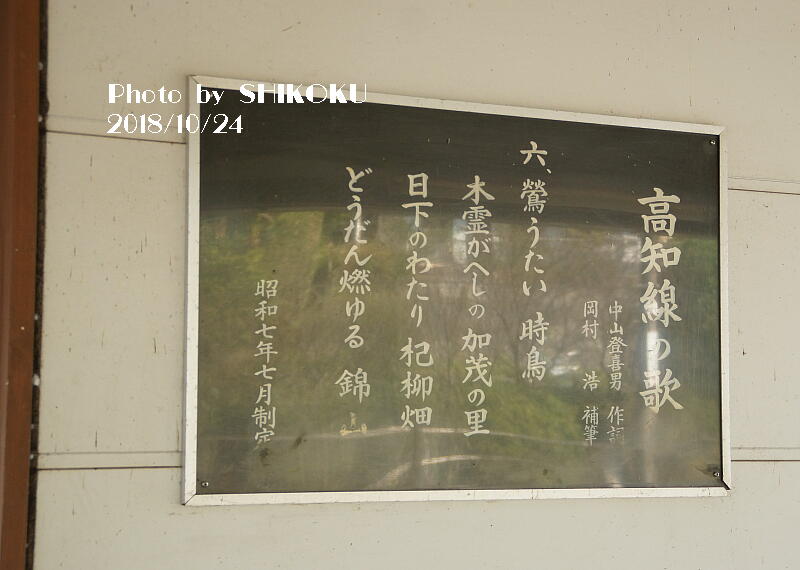 Photo by SHIKOKU
2018/10/24
高知線の歌
中山登喜男 作詞
岡村 浩 補筆
六、鶯うたい 時鳥
木霊がへしの 加茂の里
日下のわたり 杞柳畑
どうだん燃ゆる 錦
昭和七年七月制定